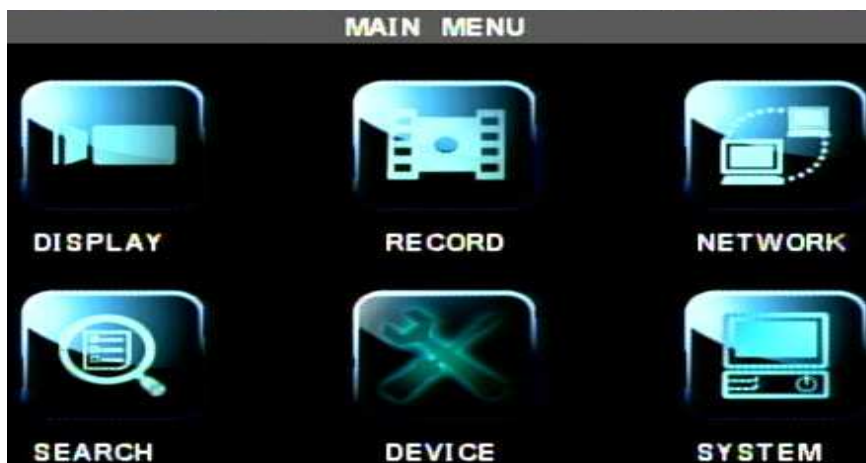 MAIN MENU
DISPLAY
RECORD
NETWORK
SEARCH
DEVICE
SYSTEM